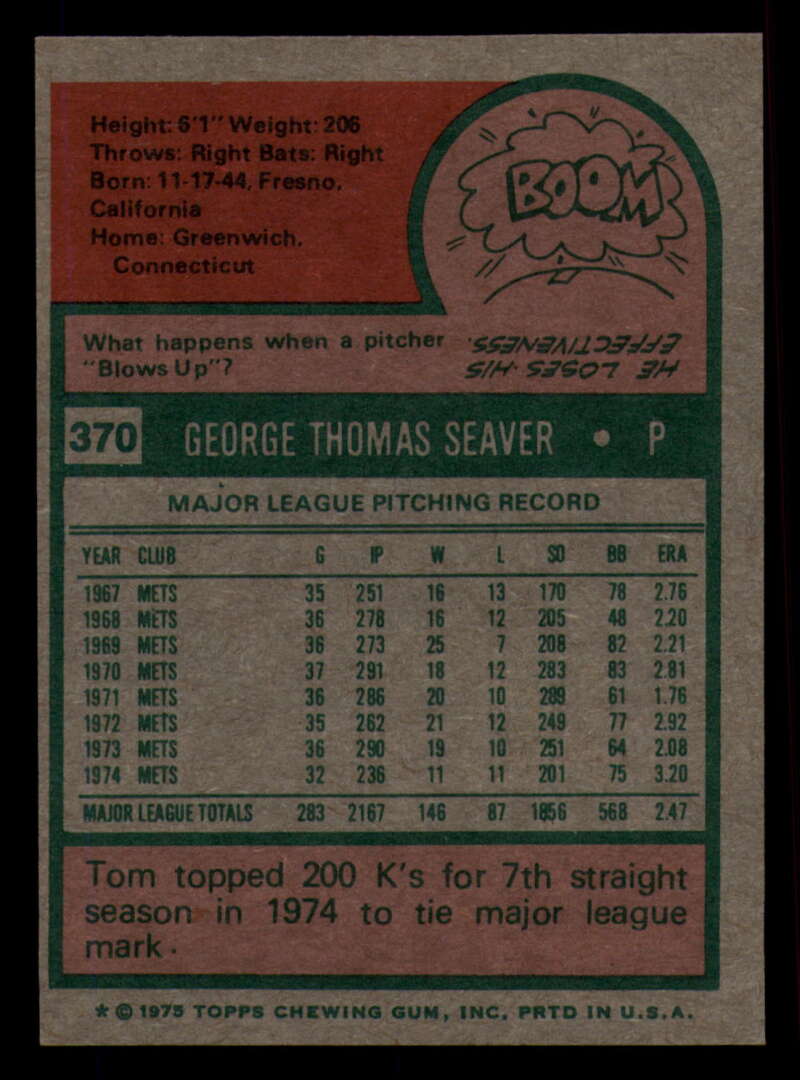 Height: 6'1" Weight: 206
Throws: Right Bats: Right
Born: 11-17-44, Fresno,
California
Home: Greenwich,
Connecticut
BOOM
What happens when a pitcher
"Blows Up"?
HE LOSES HIS
EFFECTIVENESS.
370 GEORGE THOMAS SEAVER • P
MAJOR LEAGUE PITCHING RECORD
YEAR CLUB G IP W L SO BB ERA
1967 METS 35 251 16 13 170 78 2.76
1968 METS 36 278 16 12 205 48 2.20
1969 METS 36 273 25 7 208 82 2.21
1970 METS 37 291 18 12 283 83 2.81
1971 METS 36 286 20 10 289 61 1.76
1972 METS 35 262 21 12 249 77 2.92
1973 METS 36 290 19 10 251 64 2.08
1974 METS 32 236 11 11 201 75 3.20
MAJOR LEAGUE TOTALS 283 2167 146 87 1856 568 2.47
Tom topped 200 K's for 7th straight
season in 1974 to tie major league
mark.
* © 1975 TOPPS CHEWING GUM, INC. PRTD IN U.S.A.